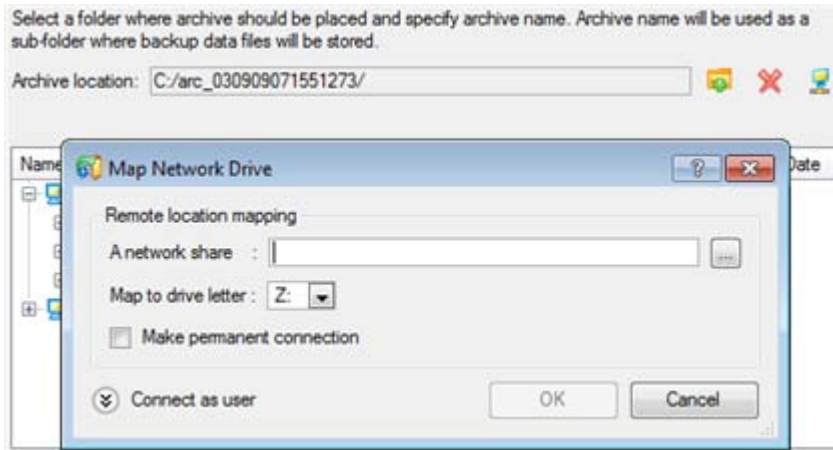 Select a folder where archive should be placed and specify archive name. Archive name will be used as a
sub-folder where backup data files will be stored.
Archive location: C:/arc_030909071551273/
Name Date
Map Network Drive
Remote location mapping
A network share :
...
Map to drive letter : Z:
Make permanent connection
Connect as user OK Cancel